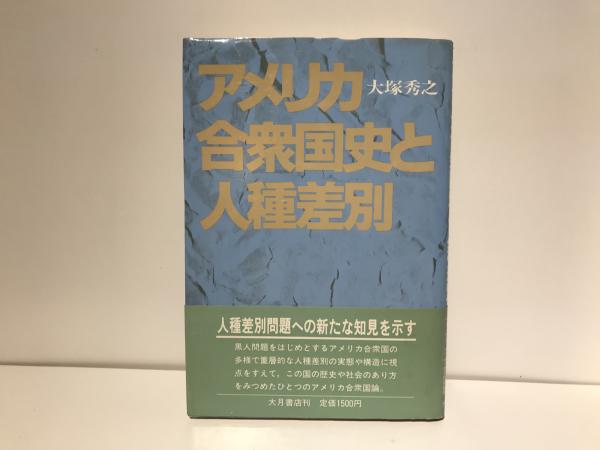 アメリカ
大塚秀之
合衆国史と
人種差別
人種差別問題への新たな知見を示す
黒人問題をはじめとするアメリカ合衆国の
多様で重層的な人種差別の実態や構造に視
点をすえて，この国の歴史や社会のあり方
をみつめたひとつのアメリカ合衆国論。
大月書店刊 定価1500円